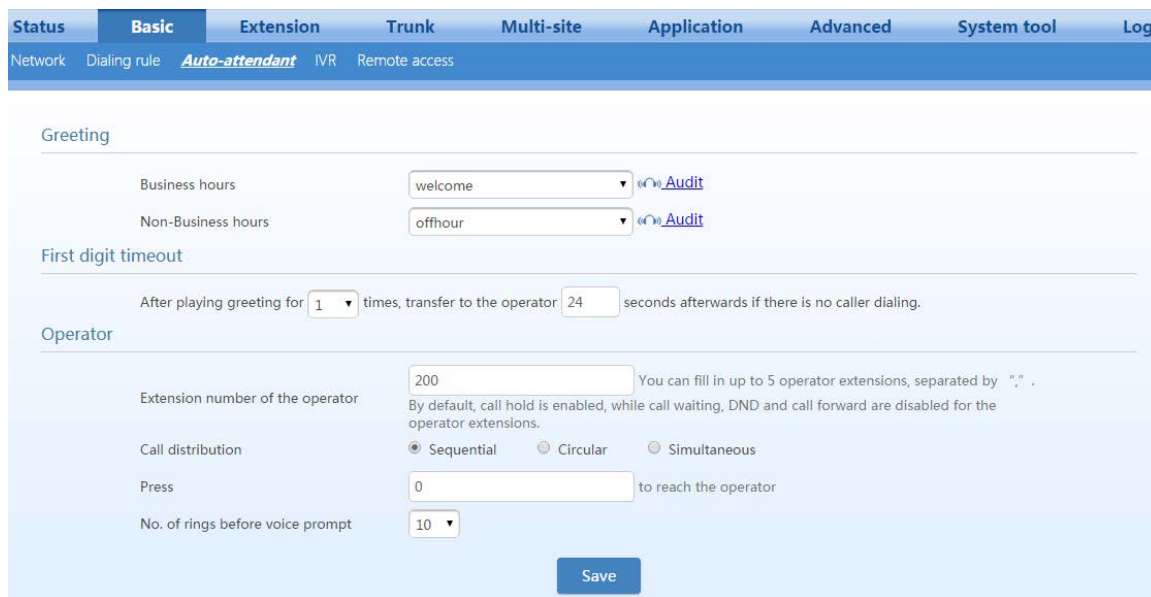 Status Basic Extension Trunk Multi-site Application Advanced System tool Log
Network Dialing rule Auto-attendant IVR Remote access
Greeting
Business hours welcome Audit
Non-Business hours offhour Audit
First digit timeout
After playing greeting for 1 times, transfer to the operator 24 seconds afterwards if there is no caller dialing.
Operator
Extension number of the operator 200 You can fill in up to 5 operator extensions, separated by “,” .
By default, call hold is enabled, while call waiting, DND and call forward are disabled for the
operator extensions.
Call distribution Sequential Circular Simultaneous
Press 0 to reach the operator
No. of rings before voice prompt 10
Save